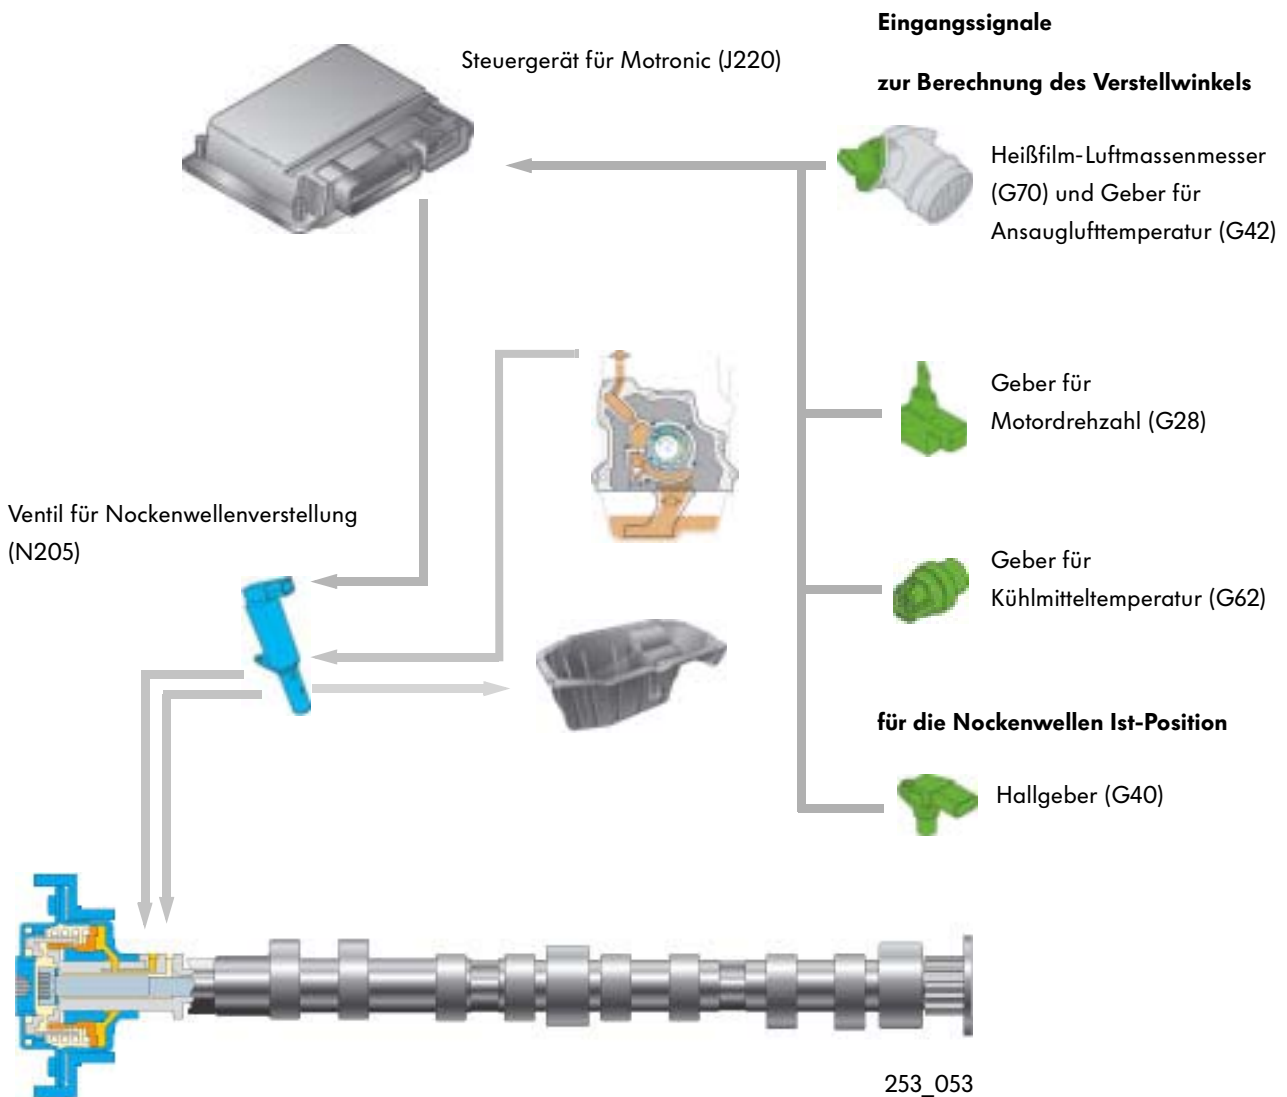 Eingangssignale
Steuergerät für Motronic (J220)
zur Berechnung des Verstellwinkels
Heißfilm-Luftmassenmesser
(G70) und Geber für
Ansauglufttemperatur (G42)
Geber für
Motordrehzahl (G28)
Ventil für Nockenwellenverstellung
(N205)
Geber für
Kühlmitteltemperatur (G62)
für die Nockenwellen Ist-Position
Hallgeber (G40)
253_053